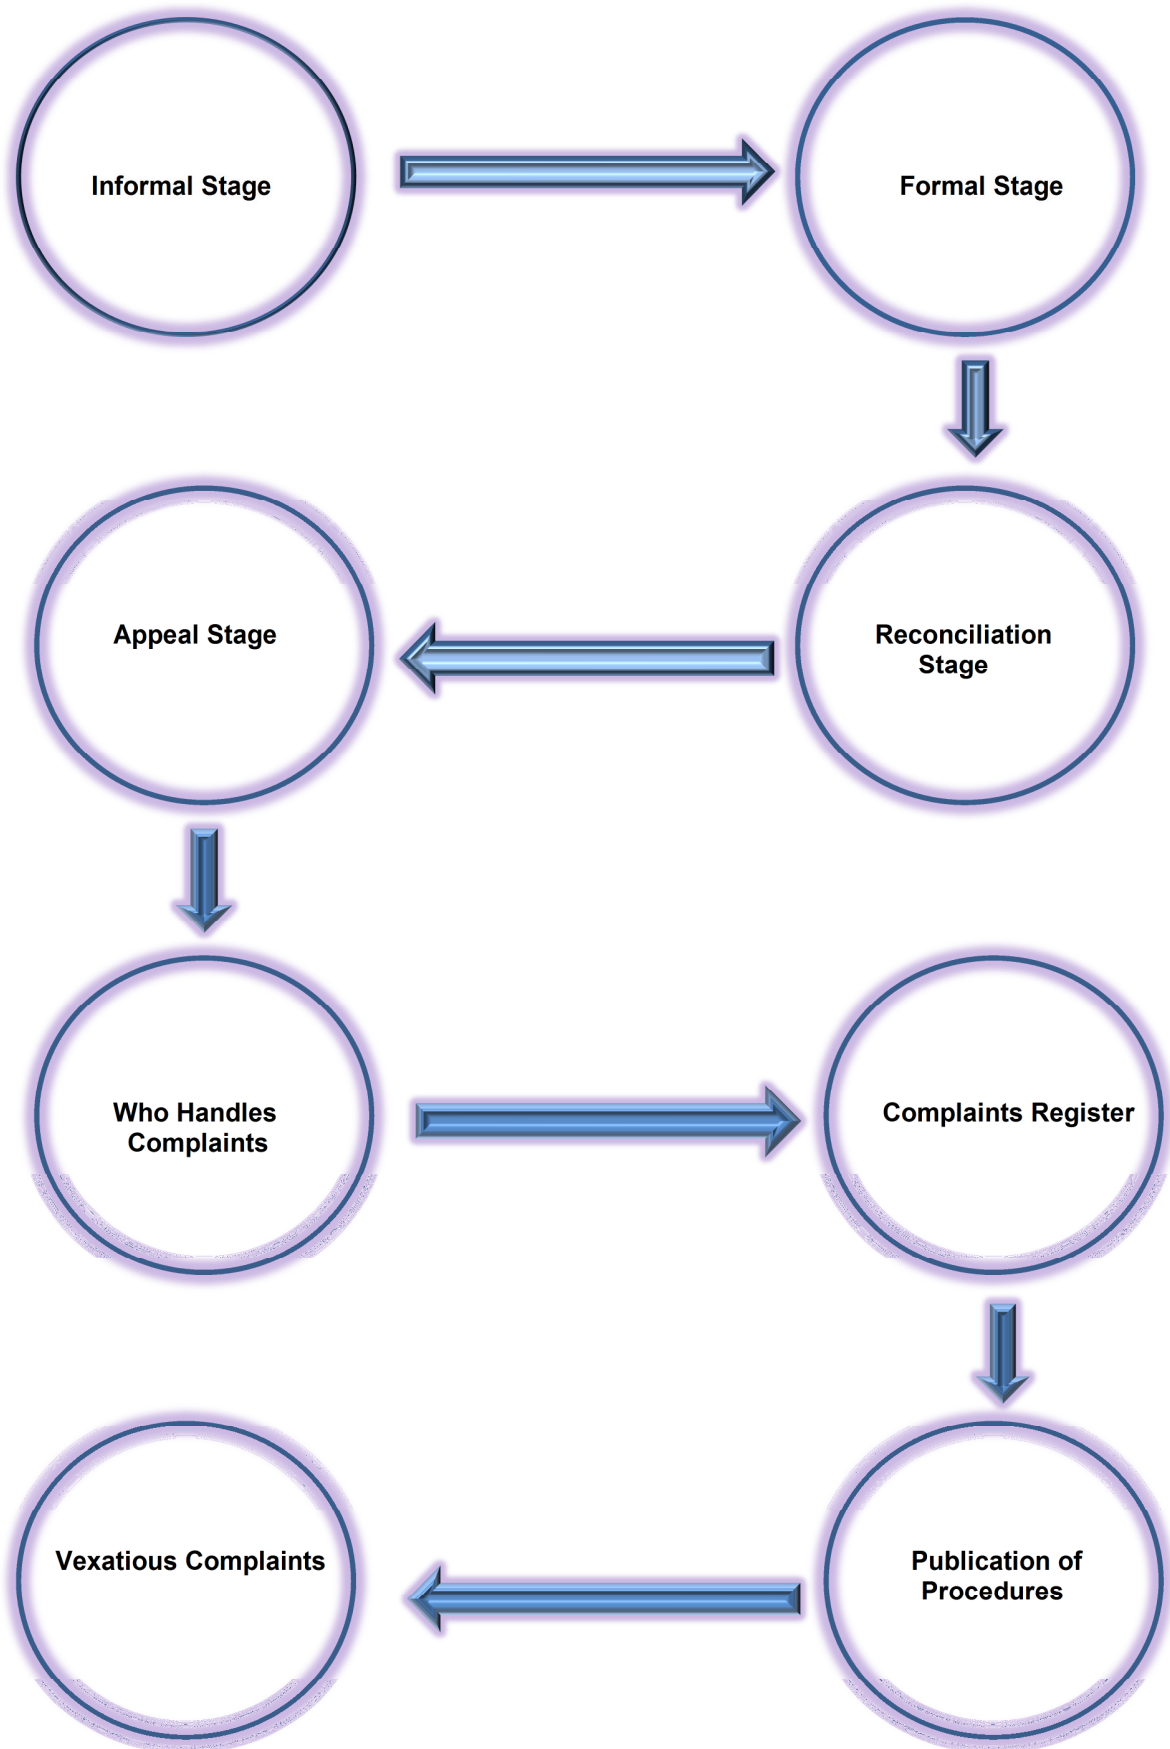 Informal Stage
Formal Stage
Reconciliation
Stage
Appeal Stage
Who Handles
Complaints
Complaints Register
Publication of
Procedures
Vexatious Complaints